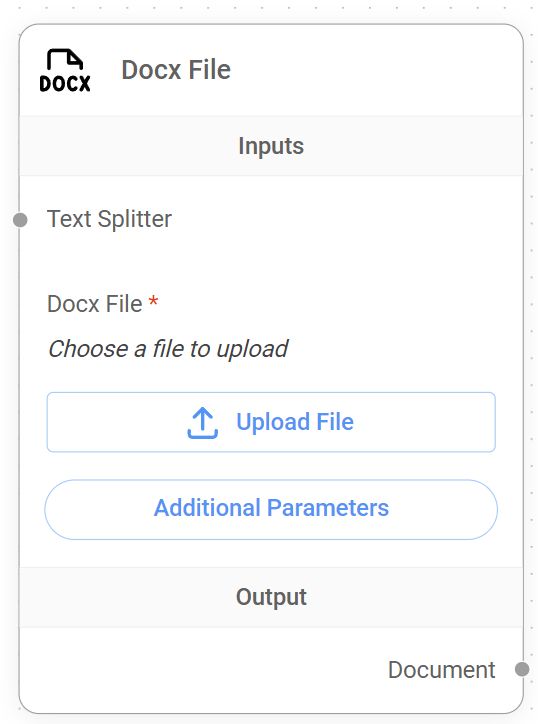 DOCX
Docx File
Inputs
Text Splitter
Docx File *
Choose a file to upload
Upload File
Additional Parameters
Output
Document